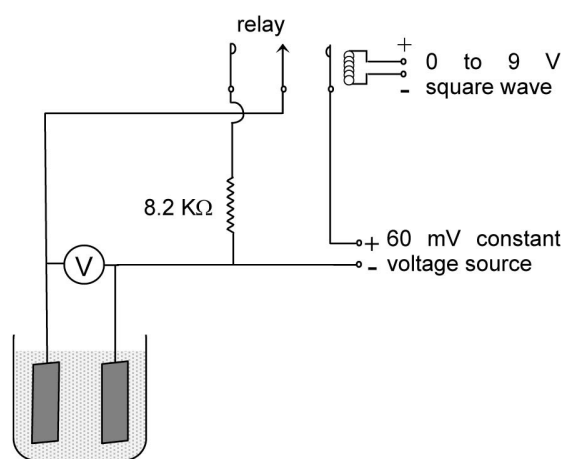 relay
+
0 to 9 V
-
square wave
8.2 KΩ
+ 60 mV constant
- voltage source
V